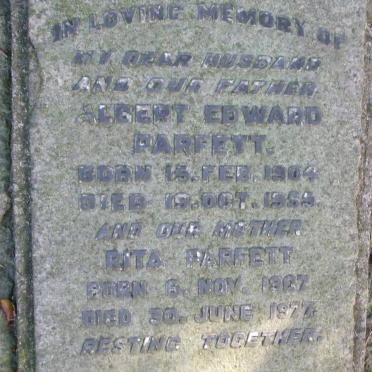 IN LOVING MEMORY OF
MY DEAR HUSBAND
AND OUR FATHER
ALBERT EDWARD
PARFETT.
BORN 15. FEB. 1904
DIED 19. OCT.
AND OUR MOTHER
RITA PARFETT
BORN 6. NOV. 1907
DIED 30. JUNE 1977
RESTING TOGETHER.